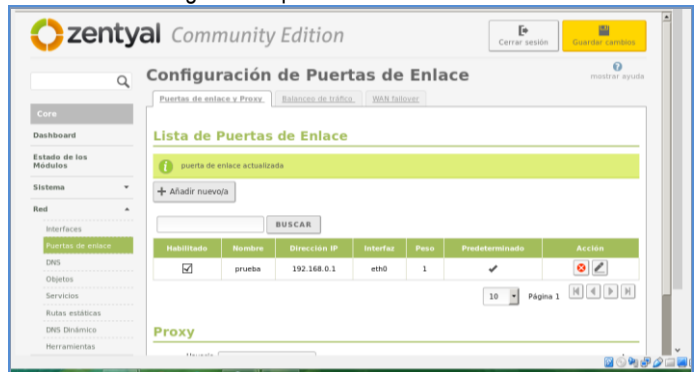 zentyal Community Edition
Cerrar sesión
Guardar cambios
Configuración de Puertas de Enlace
mostrar ayuda
Puertas de enlace y Proxy
Balanceo de tráfico
WAN failover
Core
Dashboard
Estado de los
Módulos
Sistema
Red
Interfaces
Puertas de enlace
DNS
Objetos
Servicios
Rutas estáticas
DNS Dinámico
Herramientas
Lista de Puertas de Enlace
puerta de enlace actualizada
+ Añadir nuevo/a
BUSCAR
Habilitado Nombre Dirección IP Interfaz Peso Predeterminado Acción
prueba 192.168.0.1 eth0 1
10 Página 1
Proxy